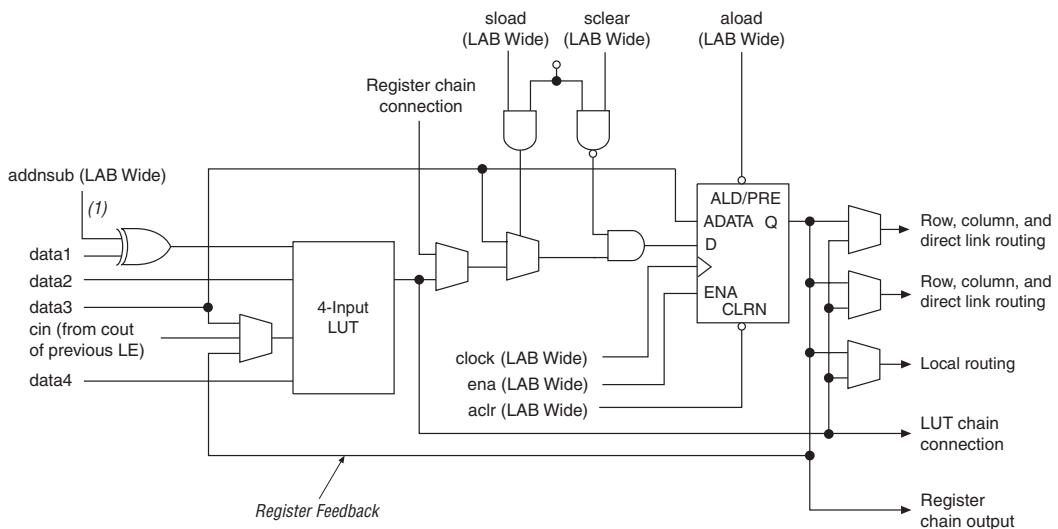 sload
(LAB Wide)
sclear
(LAB Wide)
aload
(LAB Wide)
Register chain
connection
addnsub (LAB Wide)
(1)
data1
data2
data3
cin (from cout
of previous LE)
data4
4-Input
LUT
ALD/PRE
ADATA
Q
D
ENA
CLRN
clock (LAB Wide)
ena (LAB Wide)
aclr (LAB Wide)
Row, column, and
direct link routing
Row, column, and
direct link routing
Local routing
LUT chain
connection
Register
chain output
Register Feedback